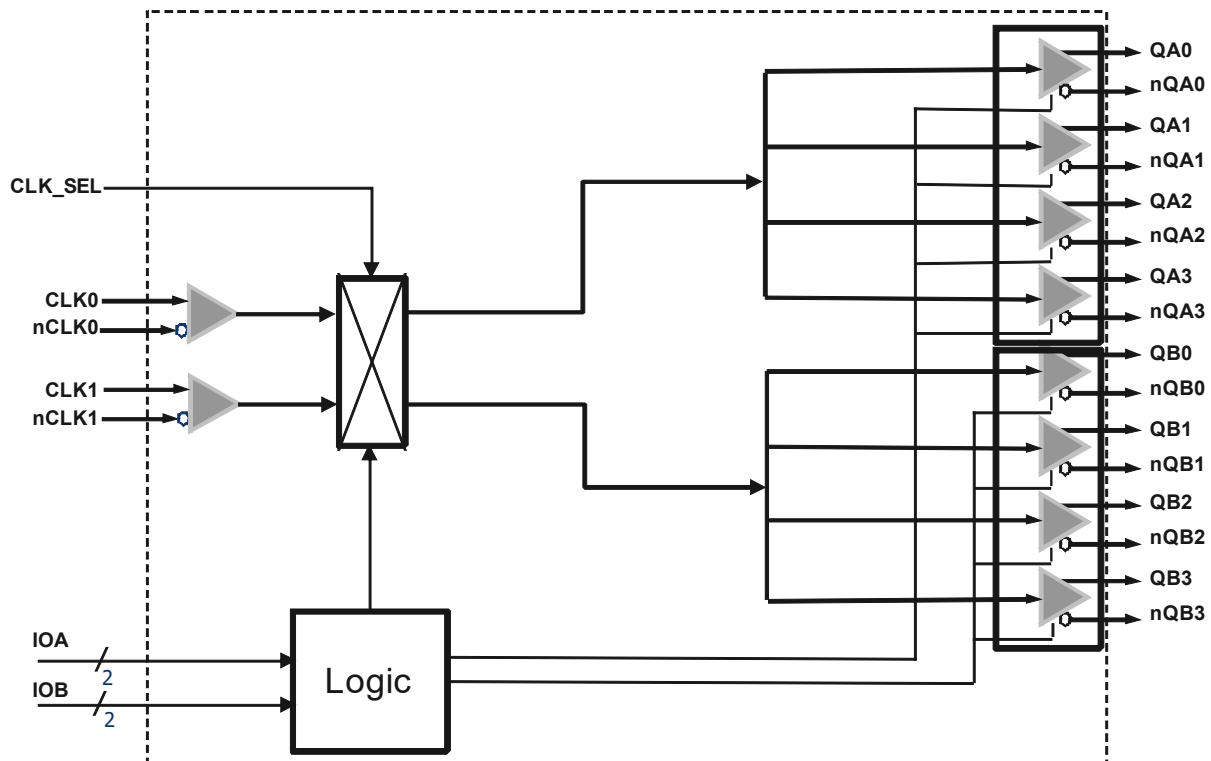 QA0
nQA0
QA1
nQA1
CLK_SEL
QA2
nQA2
QA3
CLK0
nQA3
nCLK0
QB0
CLK1
nQB0
nCLK1
QB1
nQB1
QB2
nQB2
QB3
nQB3
IOA
2
Logic
IOB
2